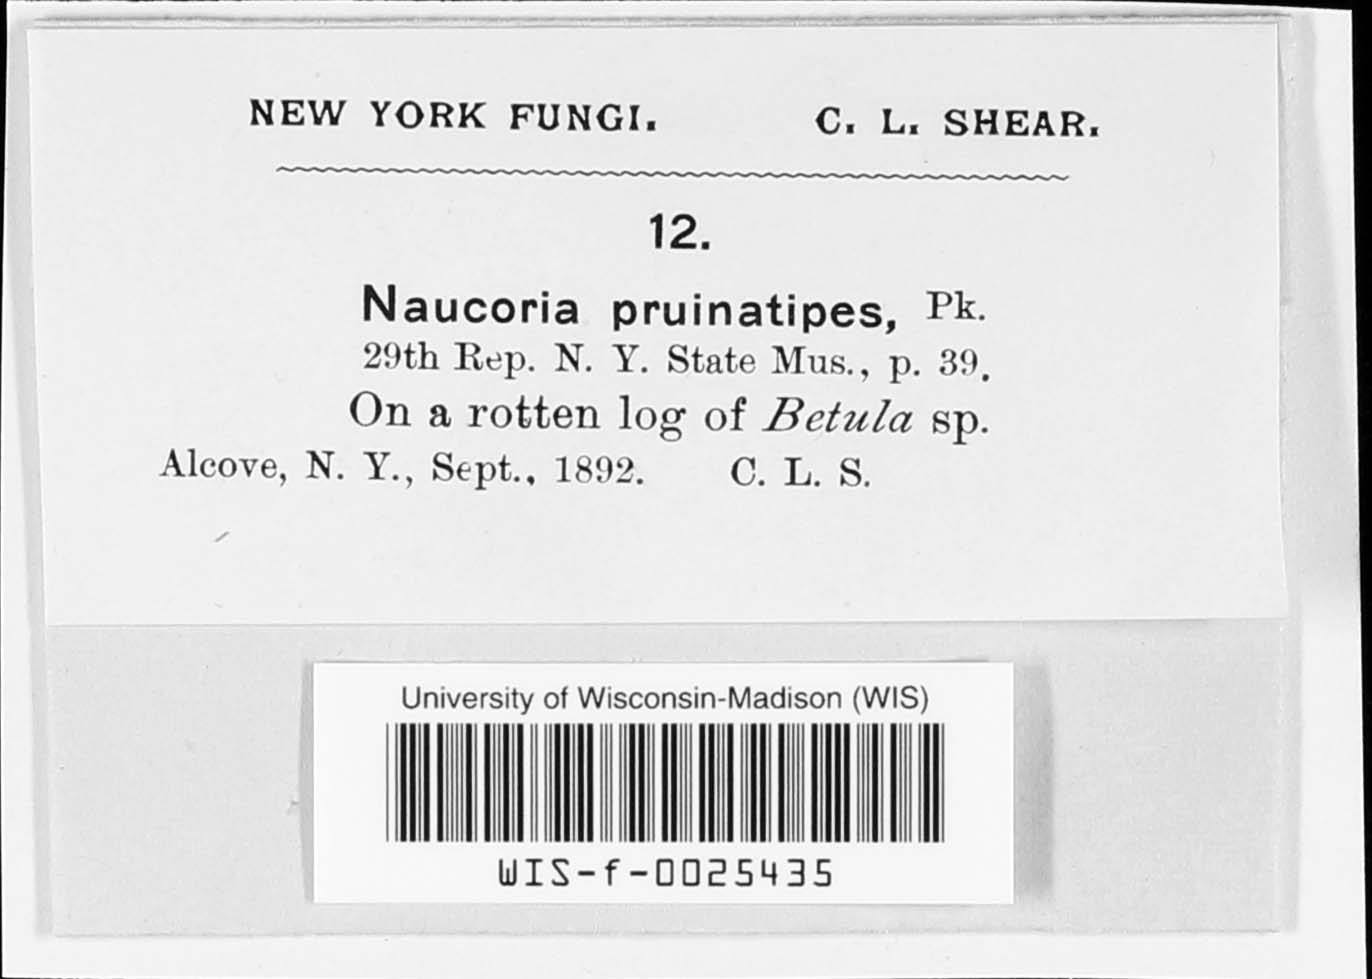 NEW YORK FUNGI. C. L. SHEAR.
12.
Naucoria pruinatipes, Pk.
29th Rep. N. Y. State Mus., p. 39.
On a rotten log of Betula sp.
Alcove, N. Y., Sept., 1892. C. L. S.
University of Wisconsin-Madison (WIS)
WIS-f-0025435